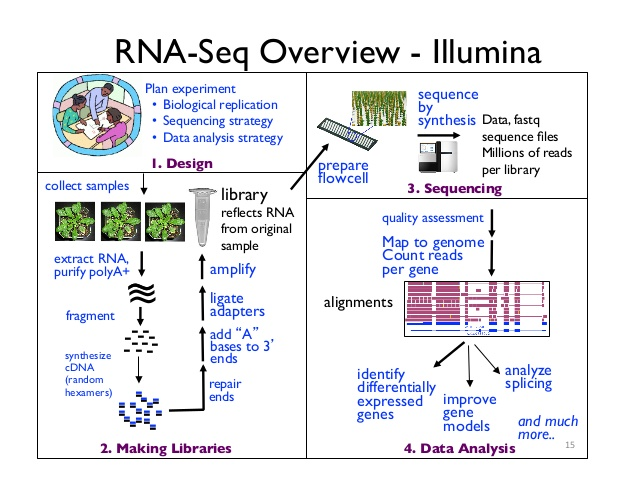 RNA-Seq Overview - Illumina
Plan experiment
• Biological replication
• Sequencing strategy
• Data analysis strategy
1. Design
collect samples
extract RNA,
purify polyA+
fragment
synthesize
cDNA
(random
hexamers)
repair
ends
add “A”
bases to 3’
ends
ligate
adapters
amplify
library
reflects RNA
from original
sample
2. Making Libraries
prepare
flowcell
sequence
by
synthesis
Data, fastq
sequence files
Millions of reads
per library
3. Sequencing
quality assessment
Map to genome
Count reads
per gene
alignments
identify
differentially
expressed
genes
improve
gene
models
analyze
splicing
and much
more..
4. Data Analysis
15